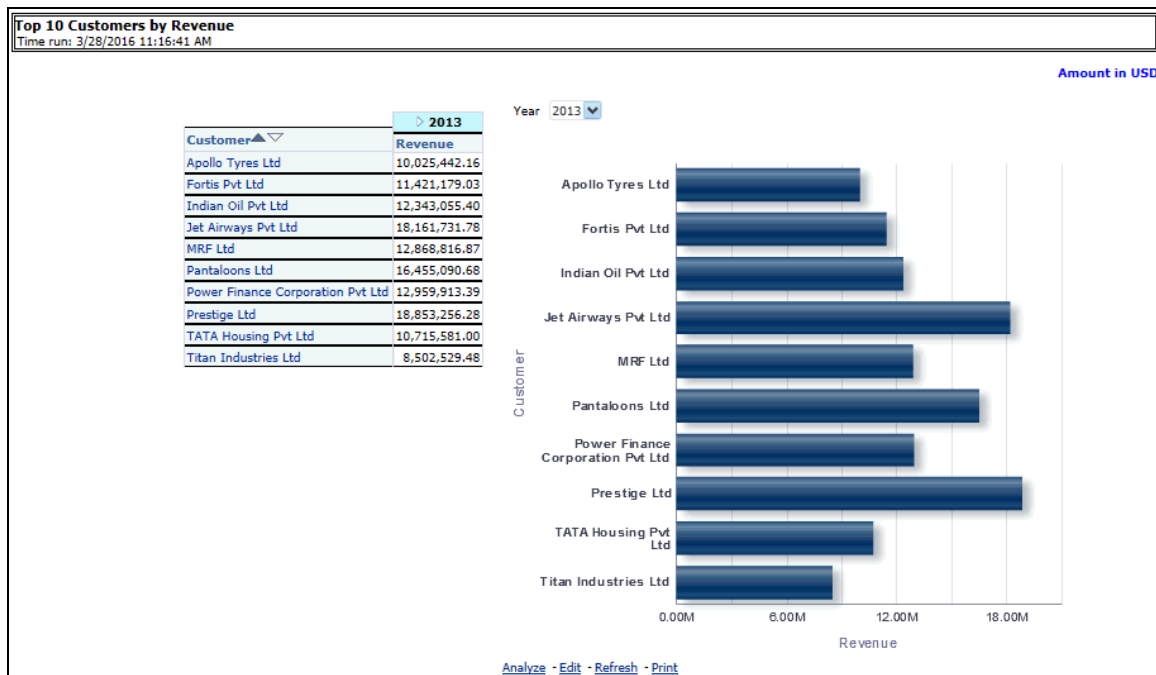 Top 10 Customers by Revenue
Time run: 3/28/2016 11:16:41 AM
Amount in USD
2013
Customer
Revenue
Apollo Tyres Ltd 10,025,442.16
Fortis Pvt Ltd 11,421,179.03
Indian Oil Pvt Ltd 12,343,055.40
Jet Airways Pvt Ltd 18,161,731.78
MRF Ltd 12,868,816.87
Pantaloons Ltd 16,455,090.68
Power Finance Corporation Pvt Ltd 12,959,913.39
Prestige Ltd 18,853,256.28
TATA Housing Pvt Ltd 10,715,581.00
Titan Industries Ltd 8,502,529.48
Year 2013
Customer
Apollo Tyres Ltd
Fortis Pvt Ltd
Indian Oil Pvt Ltd
Jet Airways Pvt Ltd
MRF Ltd
Pantaloons Ltd
Power Finance
Corporation Pvt Ltd
Prestige Ltd
TATA Housing Pvt
Ltd
Titan Industries Ltd
0.00M 6.00M 12.00M 18.00M
Revenue
Analyze - Edit - Refresh - Print